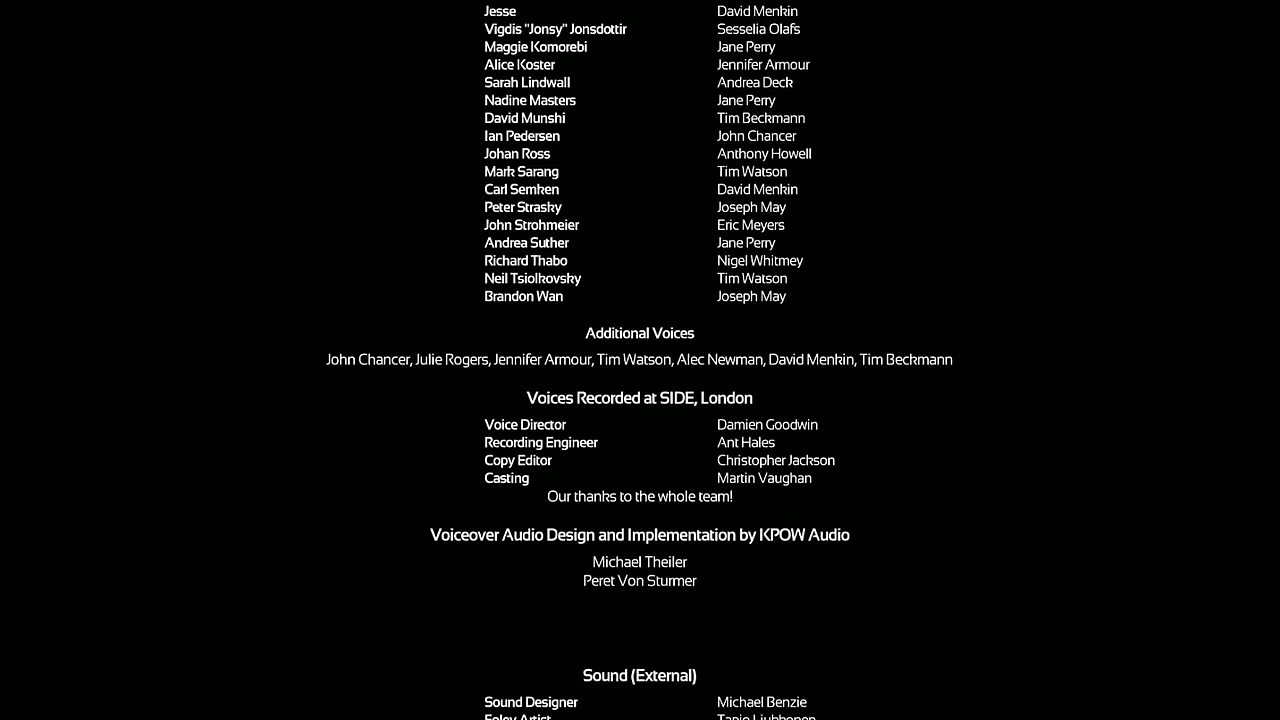 Jesse David Menkin
Vigdis "Jonsy" Jonsdottir Sesselia Olafs
Maggie Komorebi Jane Perry
Alice Koster Jennifer Armour
Sarah Lindwall Andrea Deck
Nadine Masters Jane Perry
David Munshi Tim Beckmann
Ian Pedersen John Chancer
Johan Ross Anthony Howell
Mark Sarang Tim Watson
Carl Semken David Menkin
Peter Strasky Joseph May
John Strohmeier Eric Meyers
Andrea Suther Jane Perry
Richard Thabo Nigel Whitmey
Neil Tsiolkovsky Tim Watson
Brandon Wan Joseph May
Additional Voices
John Chancer, Julie Rogers, Jennifer Armour, Tim Watson, Alec Newman, David Menkin, Tim Beckmann
Voices Recorded at SIDE, London
Voice Director Damien Goodwin
Recording Engineer Ant Hales
Copy Editor Christopher Jackson
Casting Martin Vaughan
Our thanks to the whole team!
Voiceover Audio Design and Implementation by KPOW Audio
Michael Theiler
Peret Von Sturmer
Sound (External)
Sound Designer Michael Benzie
Foley Artist